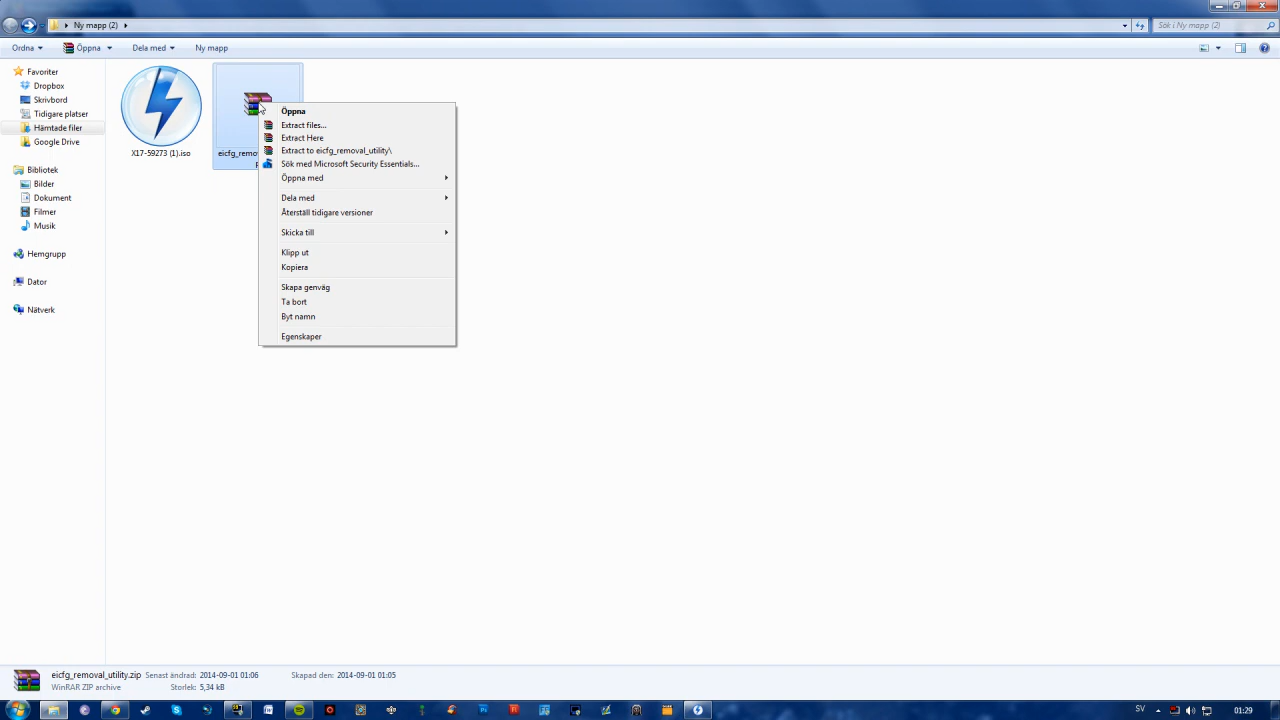 Ny mapp (2)
Sök i Ny mapp (2)
Ordna
Öppna
Dela med
Ny mapp
Favoriter
Dropbox
Skrivbord
Tidigare platser
Hämtade filer
Google Drive
Bibliotek
Bilder
Dokument
Filmer
Musik
Hemgrupp
Dator
Nätverk
X17-59273 (1).iso
eicfg_remo
Öppna
Extract files...
Extract Here
Extract to eicfg_removal_utility\
Sök med Microsoft Security Essentials...
Öppna med
Dela med
Återställ tidigare versioner
Skicka till
Klipp ut
Kopiera
Skapa genväg
Ta bort
Byt namn
Egenskaper
eicfg_removal_utility.zip Senast ändrad: 2014-09-01 01:06 Skapad den: 2014-09-01 01:05
WinRAR ZIP archive Storlek: 5,34 kB
SV 01:29